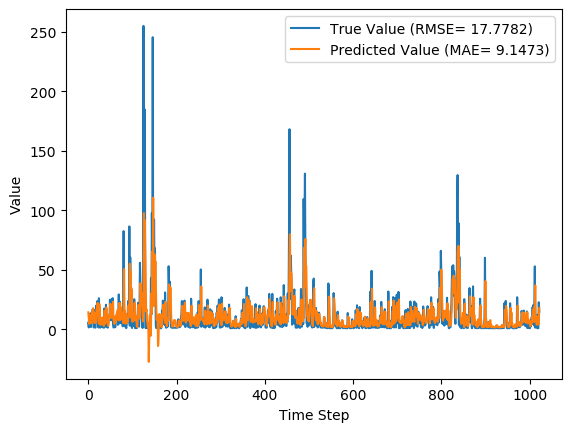 True Value (RMSE= 17.7782)
Predicted Value (MAE= 9.1473)
250
200
150
100
50
0
Value
0 200 400 600 800 1000
Time Step